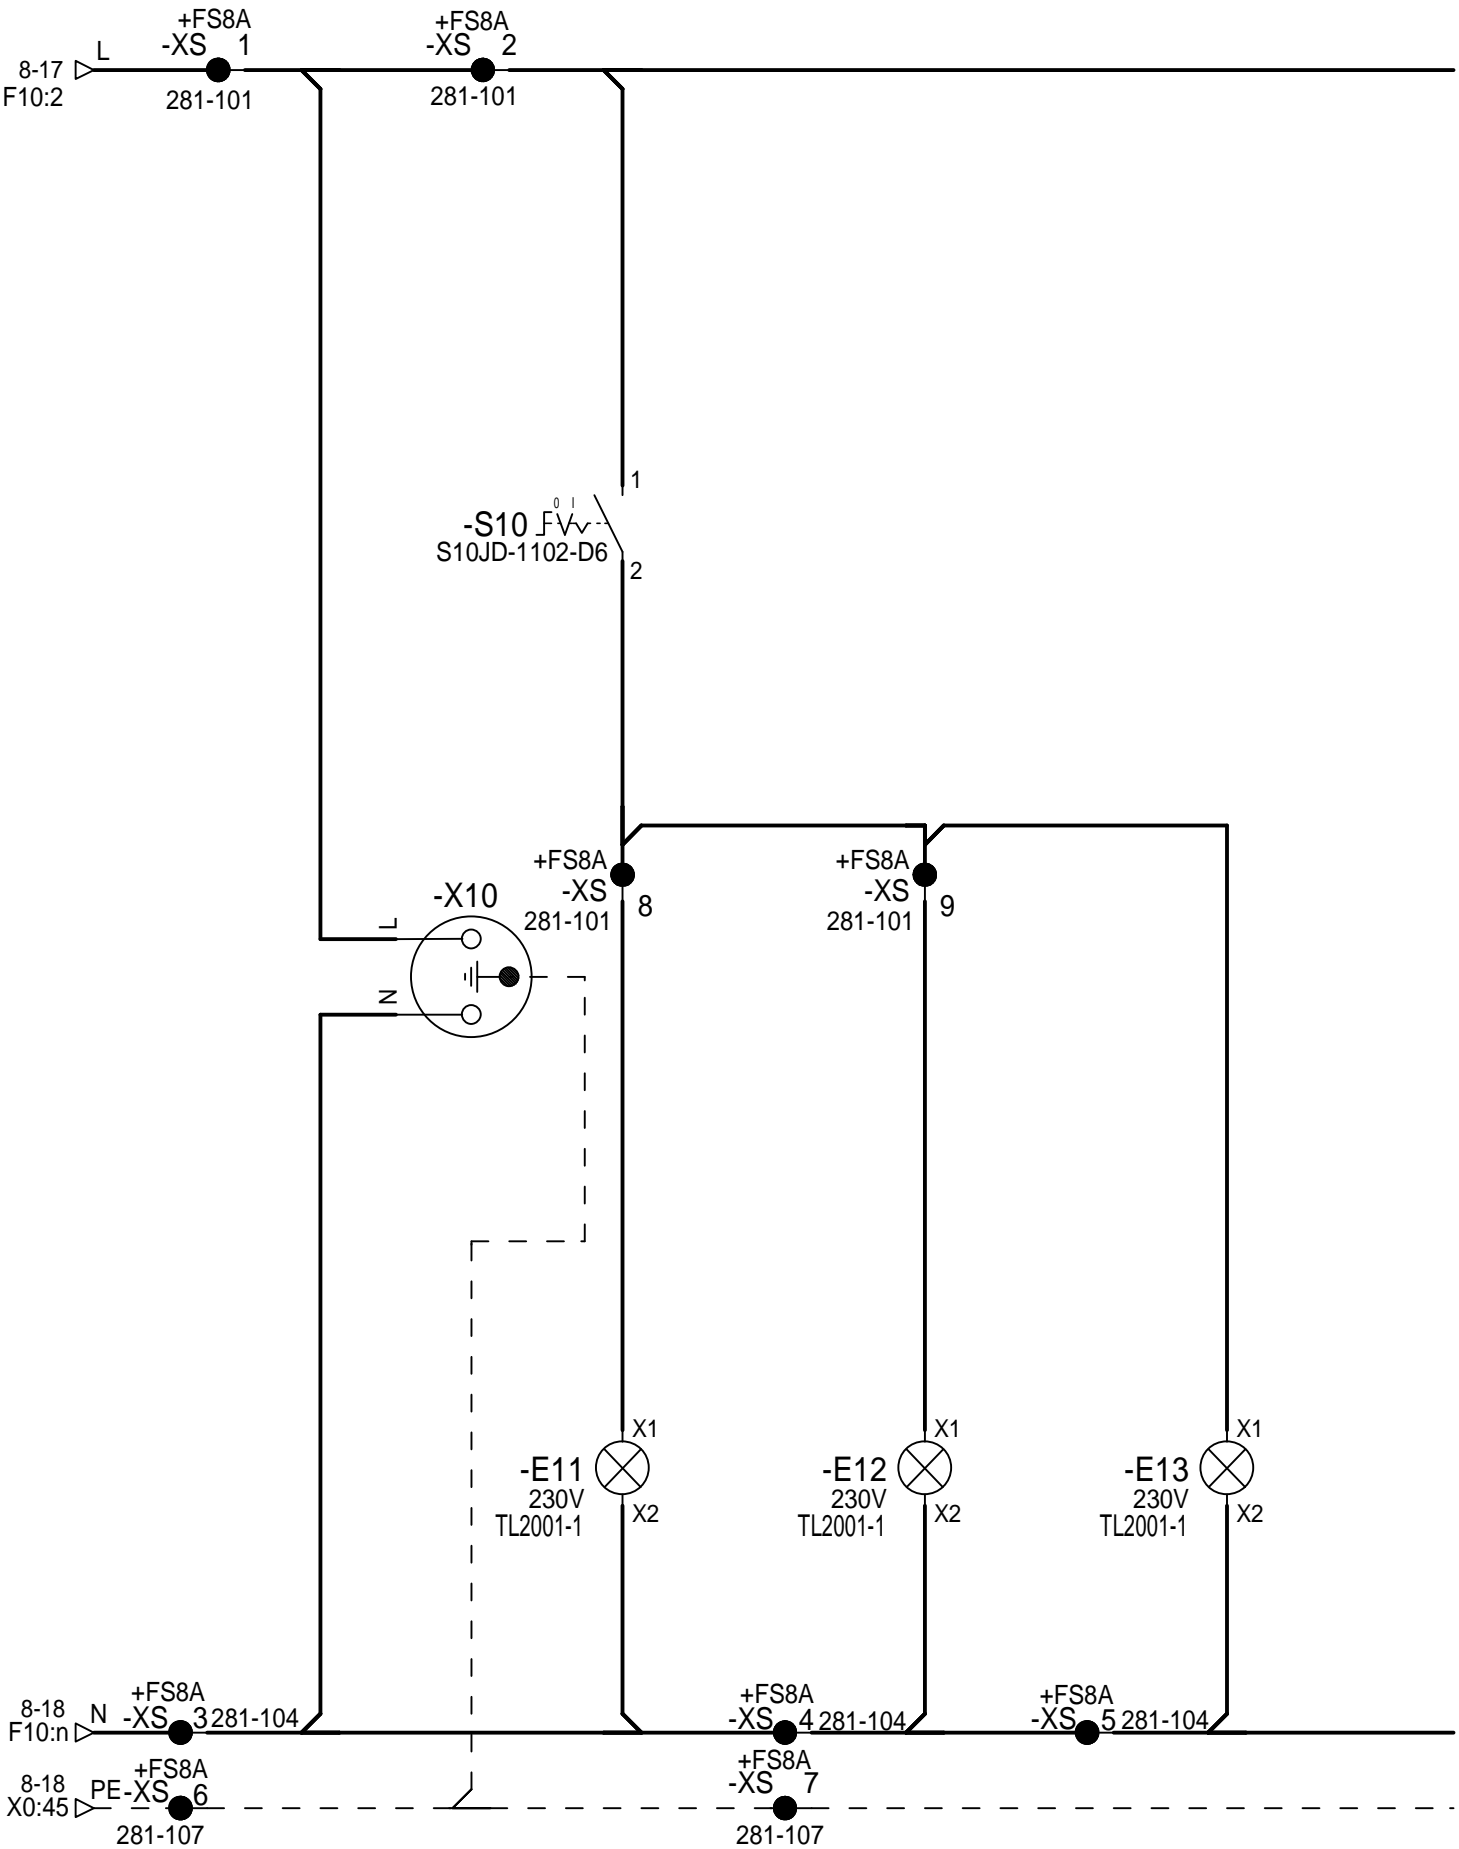 +FS8A
-XS 1
281-101
+FS8A
-XS 2
281-101
L
8-17
F10:2
1
0 I
-S10
S10JD-1102-D6
2
+FS8A
-XS
281-101
8
+FS8A
-XS
281-101
9
-X10
L
N
X1
-E11
230V
TL2001-1
X2
X1
-E12
230V
TL2001-1
X2
X1
-E13
230V
TL2001-1
X2
8-18
F10:n
N
+FS8A
-XS 3 281-104
+FS8A
-XS 4 281-104
+FS8A
-XS 5 281-104
8-18
X0:45
PE
+FS8A
-XS 6
281-107
+FS8A
-XS 7
281-107